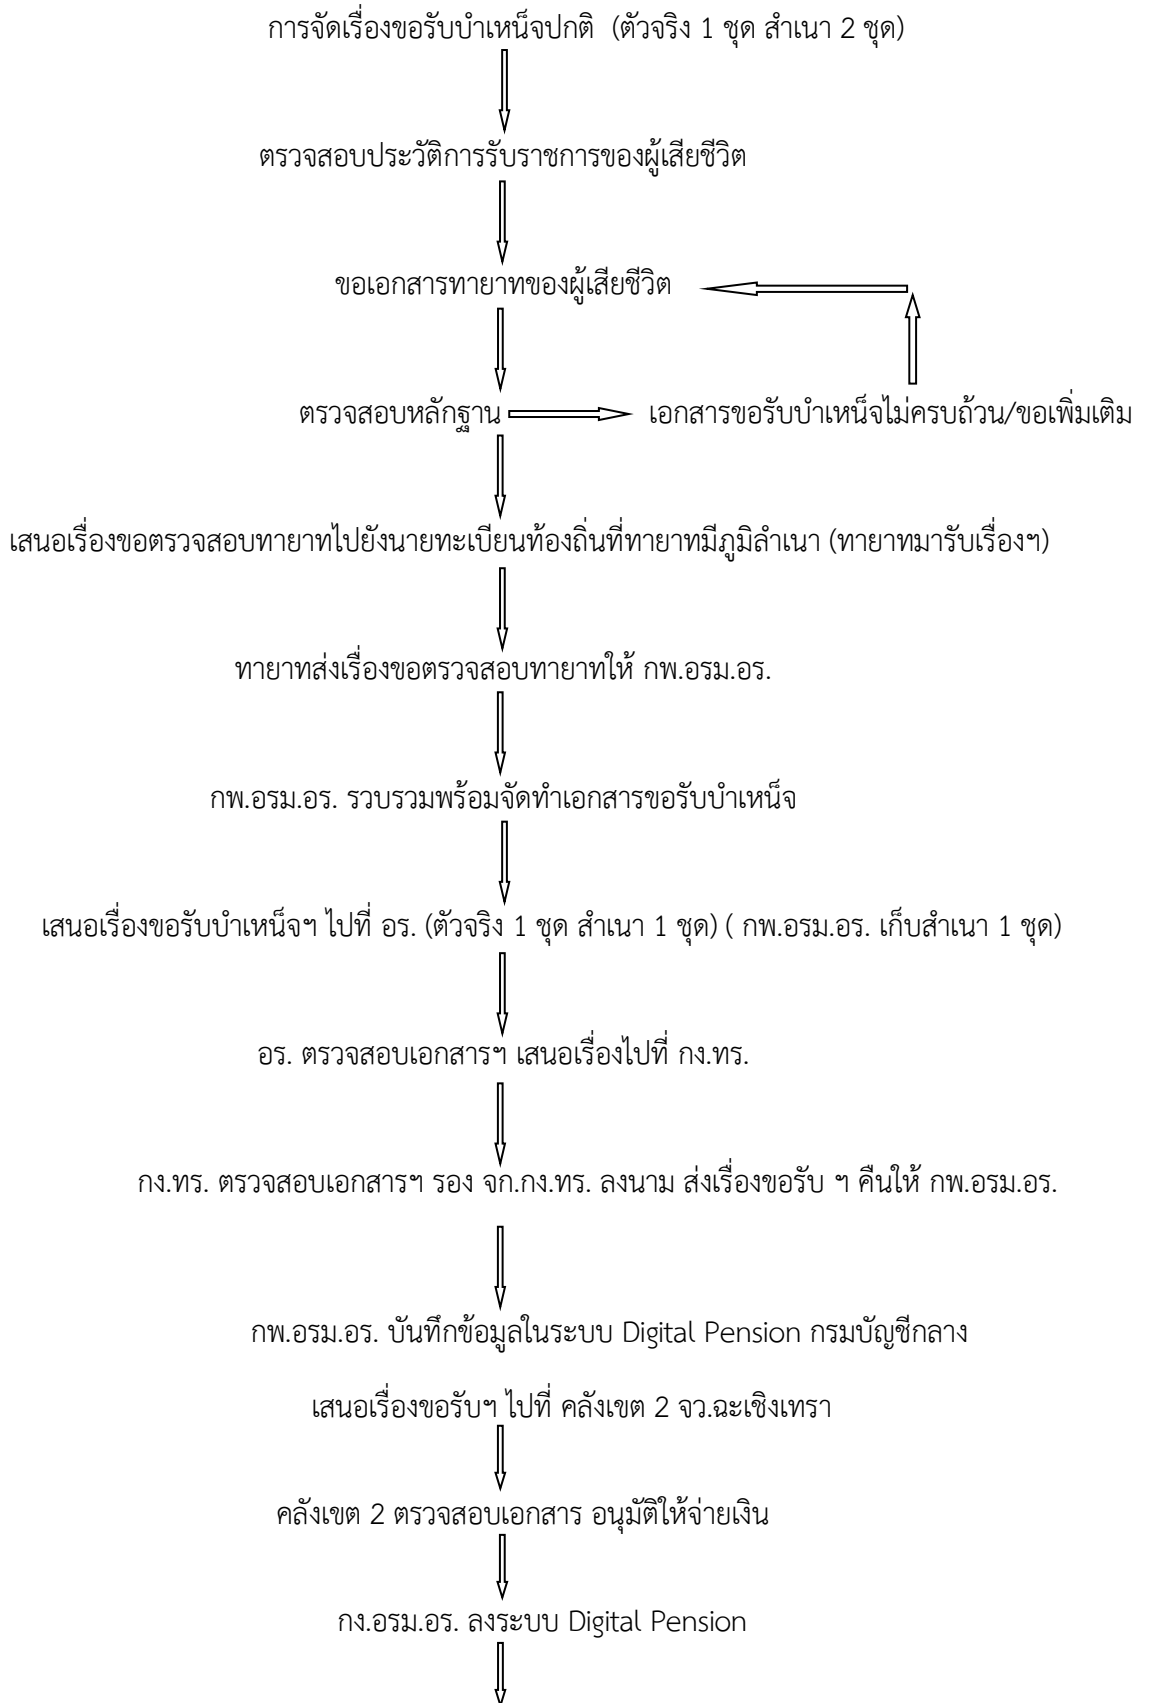 การจัดเรื่องขอรับบำเหน็จปกติ (ตัวจริง 1 ชุด สำเนา 2 ชุด)
ตรวจสอบประวัติการรับราชการของผู้เสียชีวิต
ขอเอกสารทายาทของผู้เสียชีวิต
ตรวจสอบหลักฐาน เอกสารขอรับบำเหน็จไม่ครบถ้วน/ขอเพิ่มเติม
เสนอเรื่องขอตรวจสอบทายาทไปยังนายทะเบียนท้องถิ่นที่ทายาทมีภูมิลำเนา (ทายาทมารับเรื่องฯ)
ทายาทส่งเรื่องขอตรวจสอบทายาทให้ กพ.อรม.อร.
กพ.อรม.อร. รวบรวมพร้อมจัดทำเอกสารขอรับบำเหน็จ
เสนอเรื่องขอรับบำเหน็จฯ ไปที่ อร. (ตัวจริง 1 ชุด สำเนา 1 ชุด) ( กพ.อรม.อร. เก็บสำเนา 1 ชุด)
อร. ตรวจสอบเอกสารฯ เสนอเรื่องไปที่ กง.ทร.
กง.ทร. ตรวจสอบเอกสารฯ รอง จก.กง.ทร. ลงนาม ส่งเรื่องขอรับ ฯ คืนให้ กพ.อรม.อร.
กพ.อรม.อร. บันทึกข้อมูลในระบบ Digital Pension กรมบัญชีกลาง
เสนอเรื่องขอรับฯ ไปที่ คลังเขต 2 จว.ฉะเชิงเทรา
คลังเขต 2 ตรวจสอบเอกสาร อนุมัติให้จ่ายเงิน
กง.อรม.อร. ลงระบบ Digital Pension